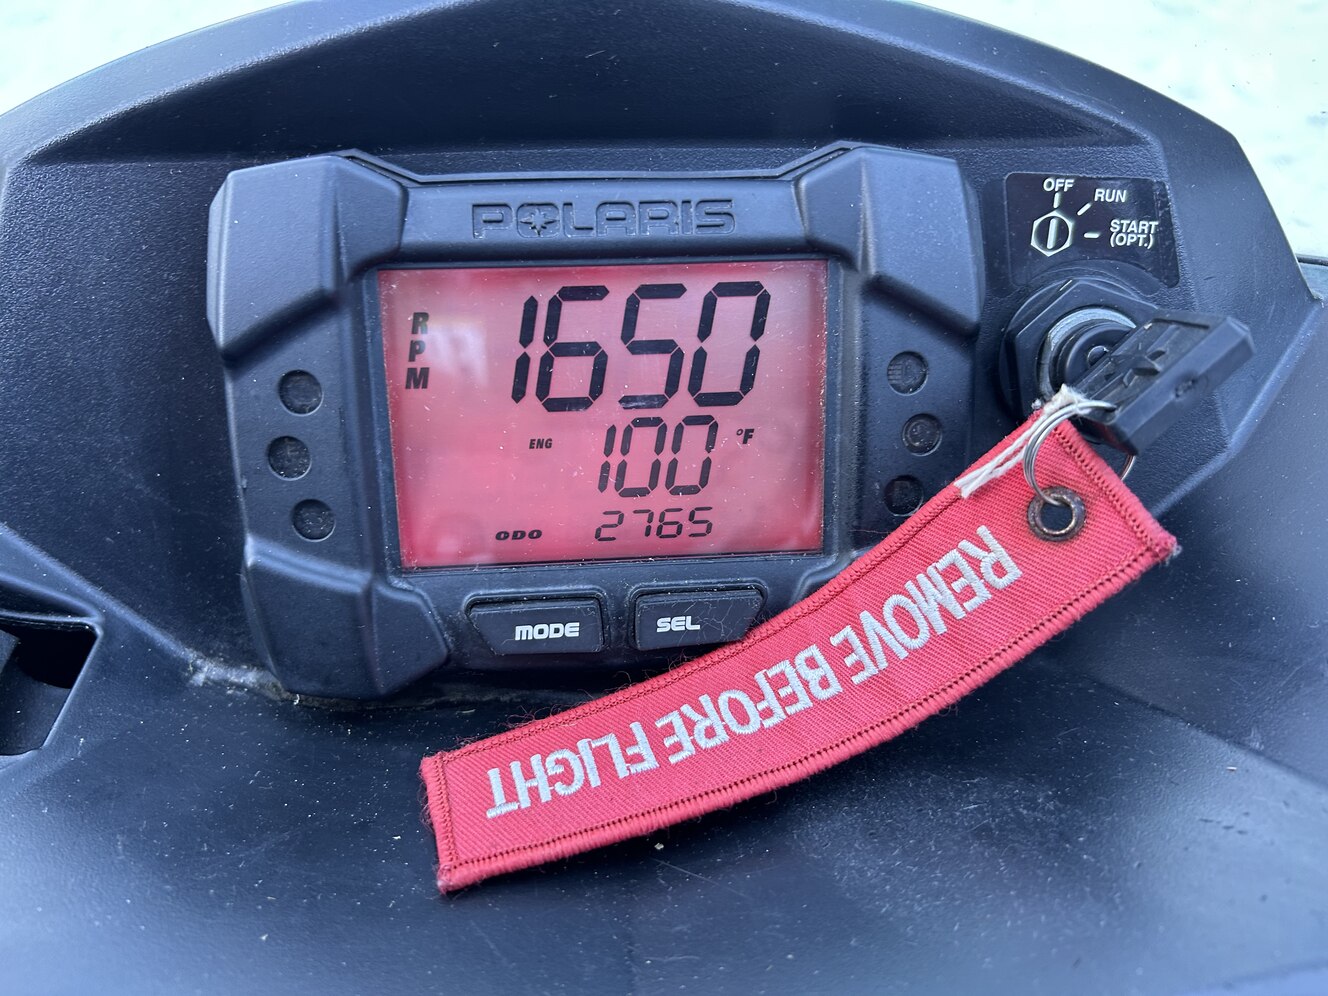 POLARIS
OFF
RUN
START
(OPT.)
RPM
1650
ENG 100 °F
ODO 2765
MODE
SEL
REMOVE BEFORE FLIGHT